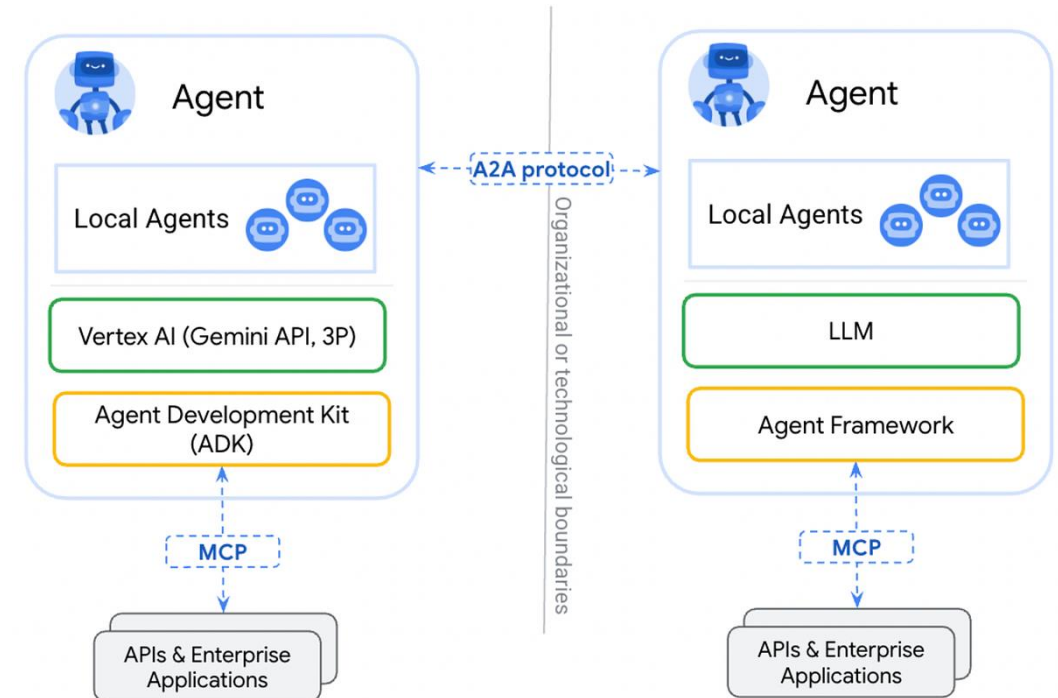 Agent
Local Agents
Vertex AI (Gemini API, 3P)
Agent Development Kit
(ADK)
MCP
APIs & Enterprise
Applications
A2A protocol
Organizational or technological boundaries
Agent
Local Agents
LLM
Agent Framework
MCP
APIs & Enterprise
Applications